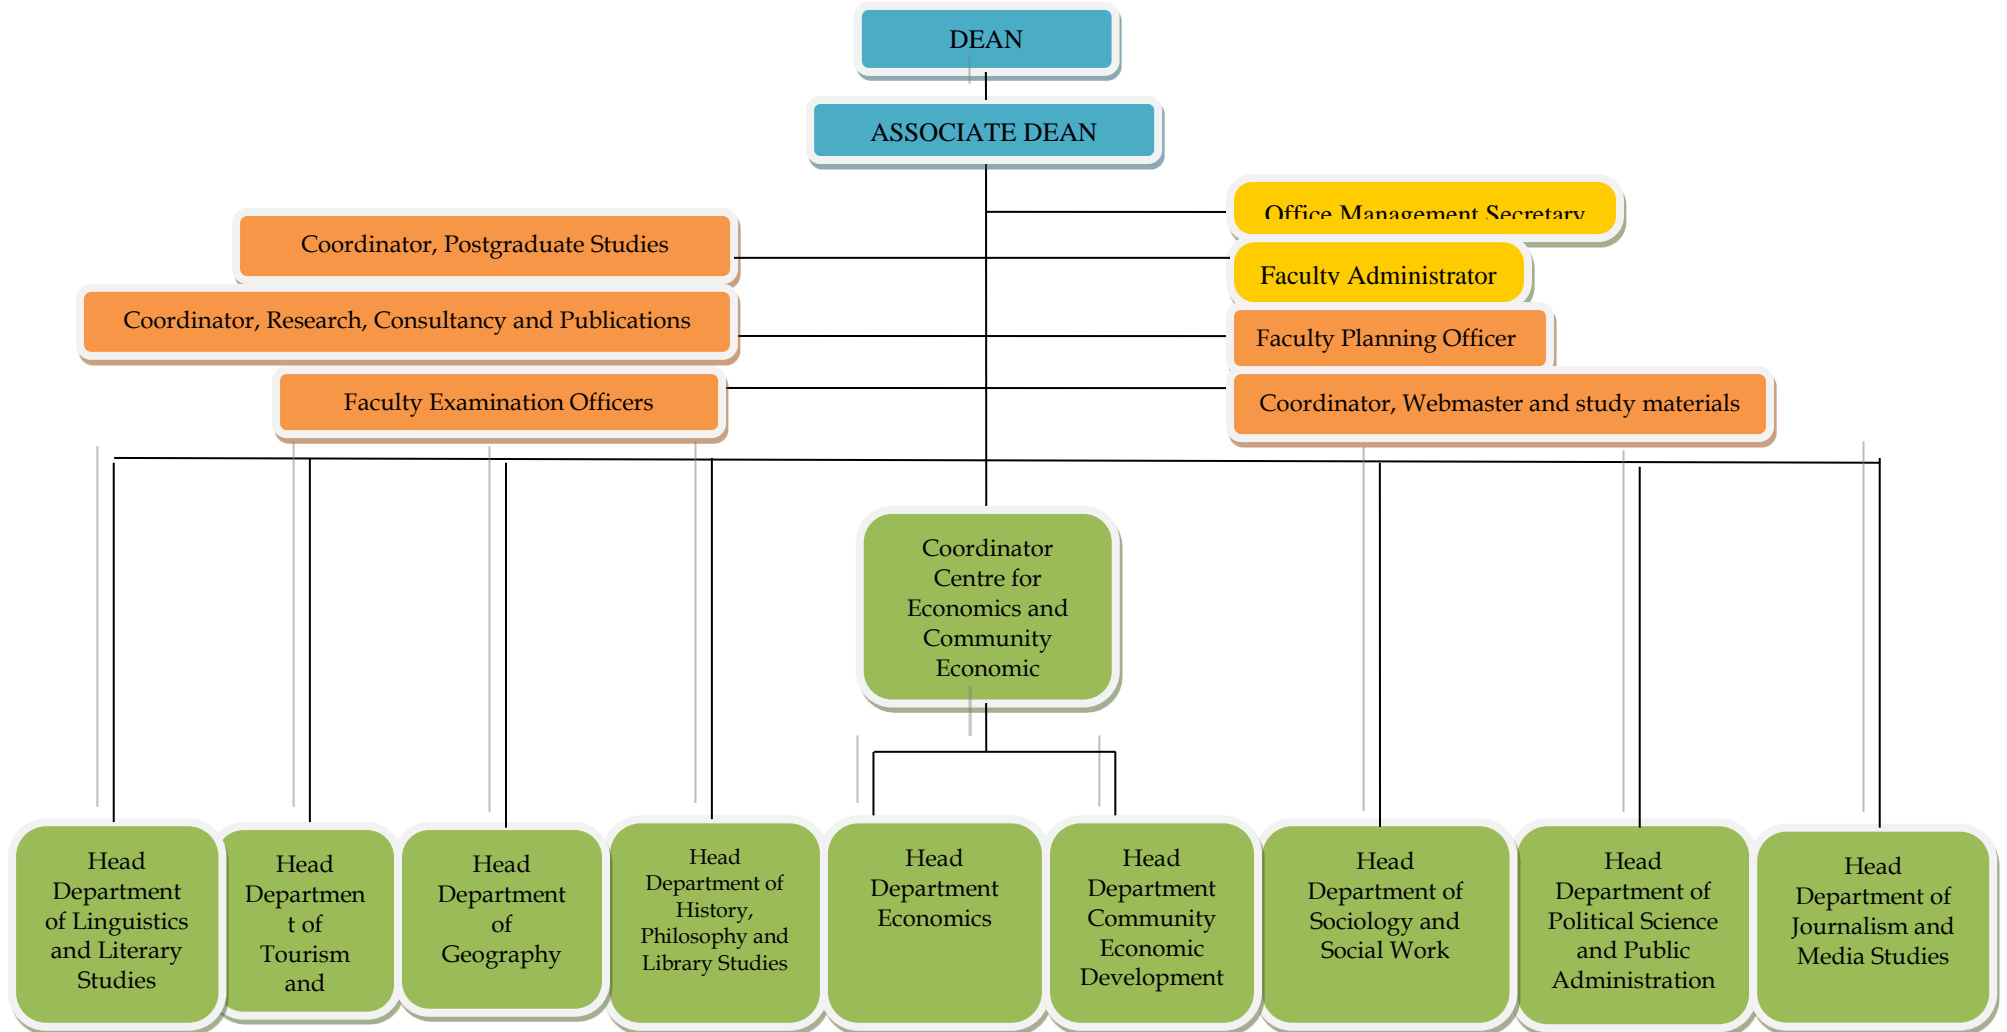 DEAN
ASSOCIATE DEAN
Office Management Secretary
Coordinator, Postgraduate Studies
Faculty Administrator
Coordinator, Research, Consultancy and Publications
Faculty Planning Officer
Faculty Examination Officers
Coordinator, Webmaster and study materials
Coordinator
Centre for
Economics and
Community
Economic
Head
Department
of Linguistics
and Literary
Studies
Head
Departmen
t of
Tourism
and
Head
Department
of
Geography
Head
Department of
History,
Philosophy and
Library Studies
Head
Department
Economics
Head
Department
Community
Economic
Development
Head
Department of
Sociology and
Social Work
Head
Department of
Political Science
and Public
Administration
Head
Department of
Journalism and
Media Studies